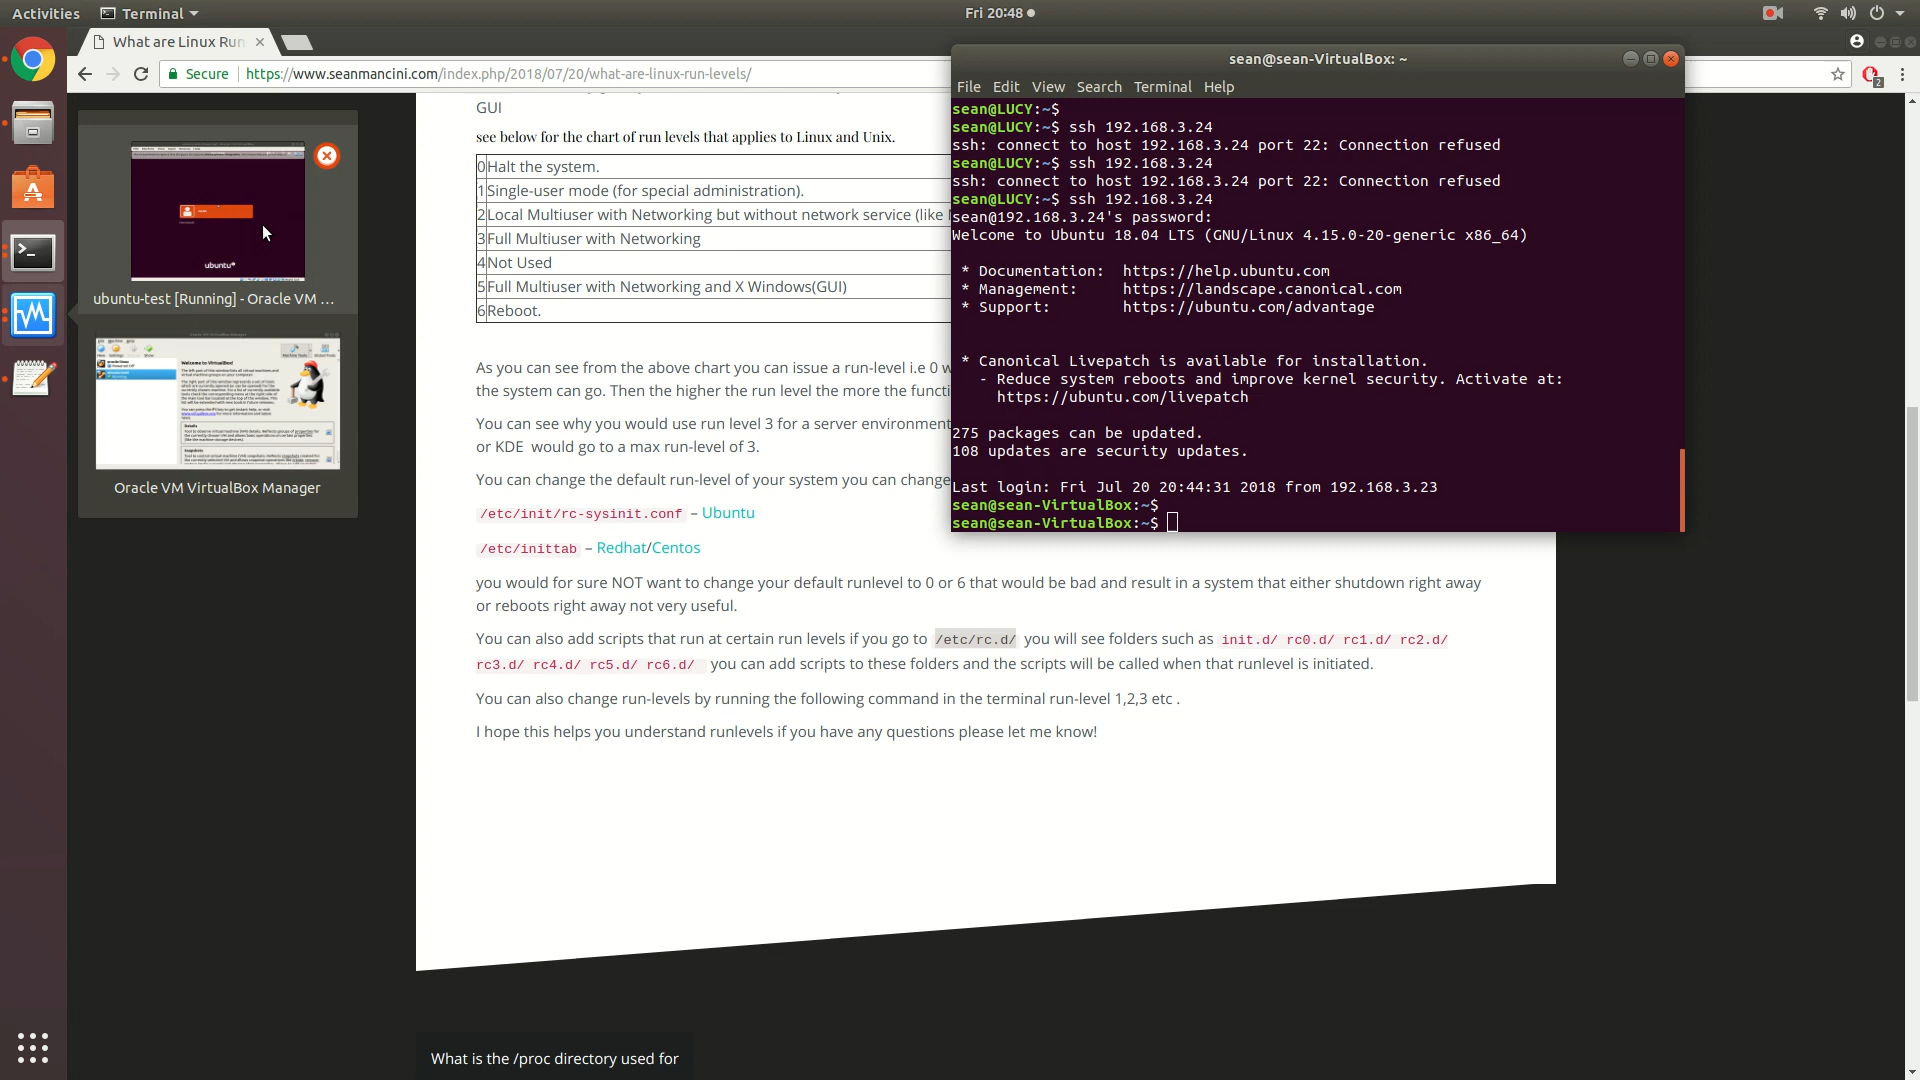 Activities
Terminal
Fri 20:48
What are Linux Run
Secure
https://www.seanmancini.com/index.php/2018/07/20/what-are-linux-run-levels/
2
ubuntu-test [Running] - Oracle VM ...
ubuntu
Welcome to VirtualBox!
Oracle VM VirtualBox Manager
GUI
see below for the chart of run levels that applies to Linux and Unix.
0 Halt the system.
1 Single-user mode (for special administration).
2 Local Multiuser with Networking but without network service (like
3 Full Multiuser with Networking
4 Not Used
5 Full Multiuser with Networking and X Windows(GUI)
6 Reboot.
As you can see from the above chart you can issue a run-level i.e 0 w
the system can go. Then the higher the run level the more the functi
You can see why you would use run level 3 for a server environment
or KDE would go to a max run-level of 3.
You can change the default run-level of your system you can change
/etc/init/rc-sysinit.conf – Ubuntu
/etc/inittab – Redhat/Centos
you would for sure NOT want to change your default runlevel to 0 or 6 that would be bad and result in a system that either shutdown right away
or reboots right away not very useful.
You can also add scripts that run at certain run levels if you go to /etc/rc.d/ you will see folders such as init.d/ rc0.d/ rc1.d/ rc2.d/
rc3.d/ rc4.d/ rc5.d/ rc6.d/ you can add scripts to these folders and the scripts will be called when that runlevel is initiated.
You can also change run-levels by running the following command in the terminal run-level 1,2,3 etc .
I hope this helps you understand runlevels if you have any questions please let me know!
What is the /proc directory used for
sean@sean-VirtualBox: ~
File Edit View Search Terminal Help
sean@LUCY:~$
sean@LUCY:~$ ssh 192.168.3.24
ssh: connect to host 192.168.3.24 port 22: Connection refused
sean@LUCY:~$ ssh 192.168.3.24
ssh: connect to host 192.168.3.24 port 22: Connection refused
sean@LUCY:~$ ssh 192.168.3.24
sean@192.168.3.24's password:
Welcome to Ubuntu 18.04 LTS (GNU/Linux 4.15.0-20-generic x86_64)
* Documentation: https://help.ubuntu.com
* Management: https://landscape.canonical.com
* Support: https://ubuntu.com/advantage
* Canonical Livepatch is available for installation.
- Reduce system reboots and improve kernel security. Activate at:
https://ubuntu.com/livepatch
275 packages can be updated.
108 updates are security updates.
Last login: Fri Jul 20 20:44:31 2018 from 192.168.3.23
sean@sean-VirtualBox:~$
sean@sean-VirtualBox:~$